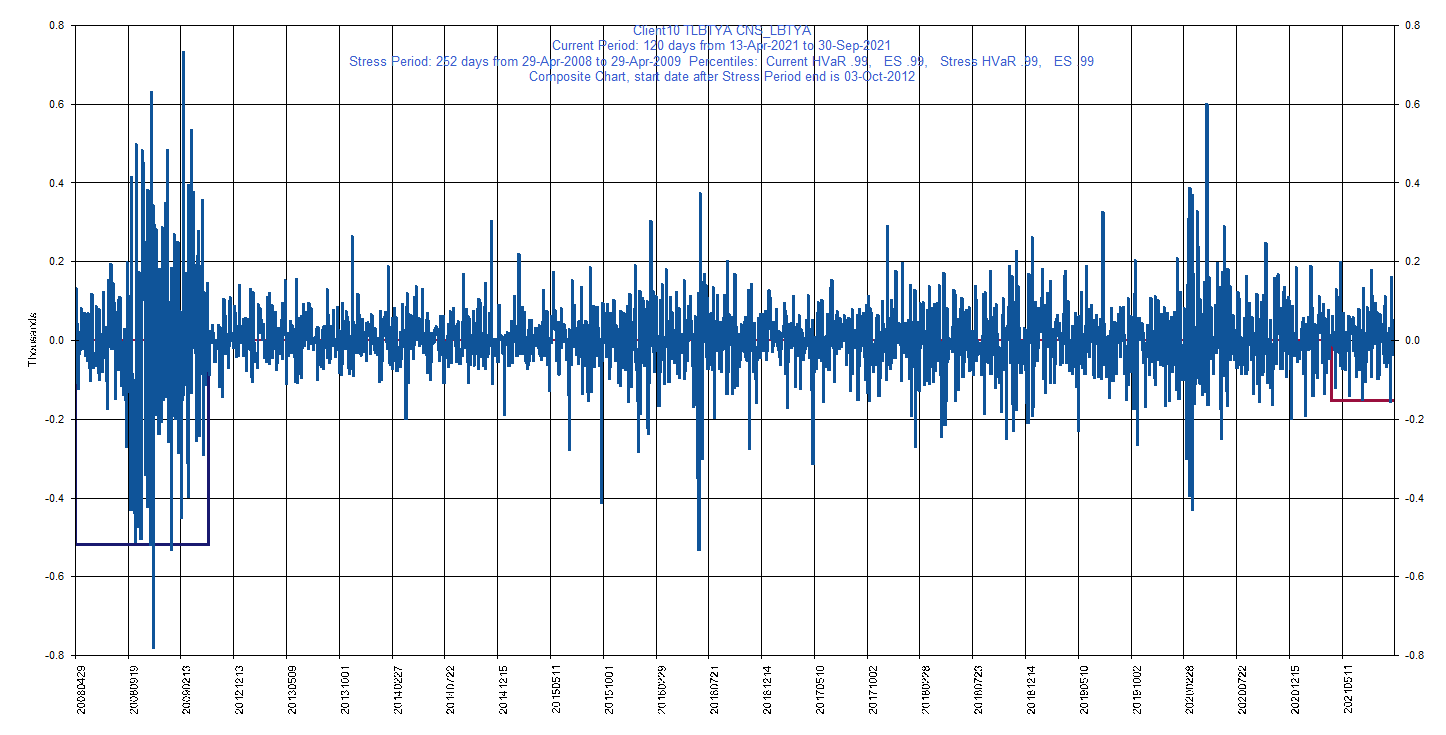 Client10 TLBTYA CNS_LBTYA
Current Period: 120 days from 13-Apr-2021 to 30-Sep-2021
Stress Period: 252 days from 29-Apr-2008 to 29-Apr-2009 Percentiles: Current HVaR .99, ES .99, Stress HVaR .99, ES .99
Composite Chart, start date after Stress Period end is 03-Oct-2012
0.8 0.8
0.6 0.6
0.4 0.4
0.2 0.2
Thousands
0.0 0.0
-0.2 -0.2
-0.4 -0.4
-0.6 -0.6
-0.8 -0.8
20080429 20080919 20090213 20121213 20130509 20131001 20140227 20140722 20141215 20150511 20151001 20160229 20160721 20161214 20170510 20171002 20180228 20180723 20181214 20190510 20191002 20200228 20200722 20201215 20210511